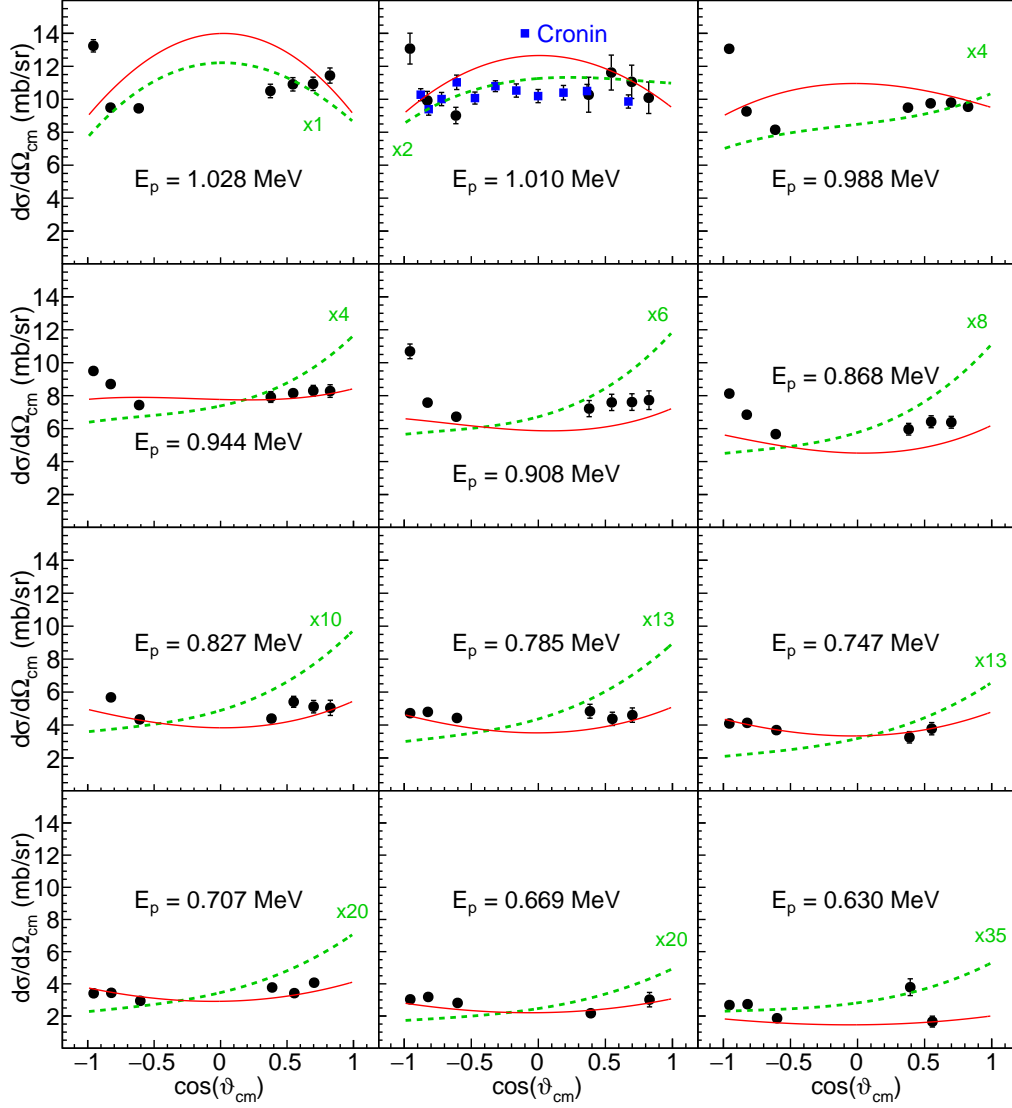 dσ/dΩcm (mb/sr)
14
12
10
8
6
4
2
x1
Ep = 1.028 MeV
Cronin
x2
Ep = 1.010 MeV
x4
Ep = 0.988 MeV
dσ/dΩcm (mb/sr)
14
12
10
8
6
4
2
x4
Ep = 0.944 MeV
x6
Ep = 0.908 MeV
x8
Ep = 0.868 MeV
dσ/dΩcm (mb/sr)
14
12
10
8
6
4
2
x10
Ep = 0.827 MeV
x13
Ep = 0.785 MeV
x13
Ep = 0.747 MeV
dσ/dΩcm (mb/sr)
14
12
10
8
6
4
2
x20
Ep = 0.707 MeV
x20
Ep = 0.669 MeV
x35
Ep = 0.630 MeV
−1 −0.5 0 0.5 1
−1 −0.5 0 0.5 1
−1 −0.5 0 0.5 1
cos(ϑcm)
cos(ϑcm)
cos(ϑcm)